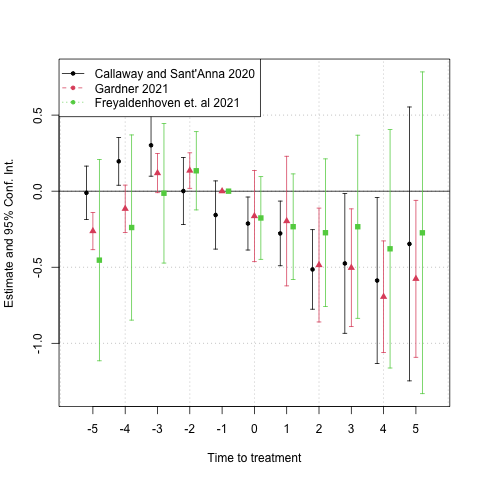 Callaway and Sant'Anna 2020
Gardner 2021
Freyaldenhoven et. al 2021
Estimate and 95% Conf. Int.
0.5
0.0
-0.5
-1.0
-5 -4 -3 -2 -1 0 1 2 3 4 5
Time to treatment